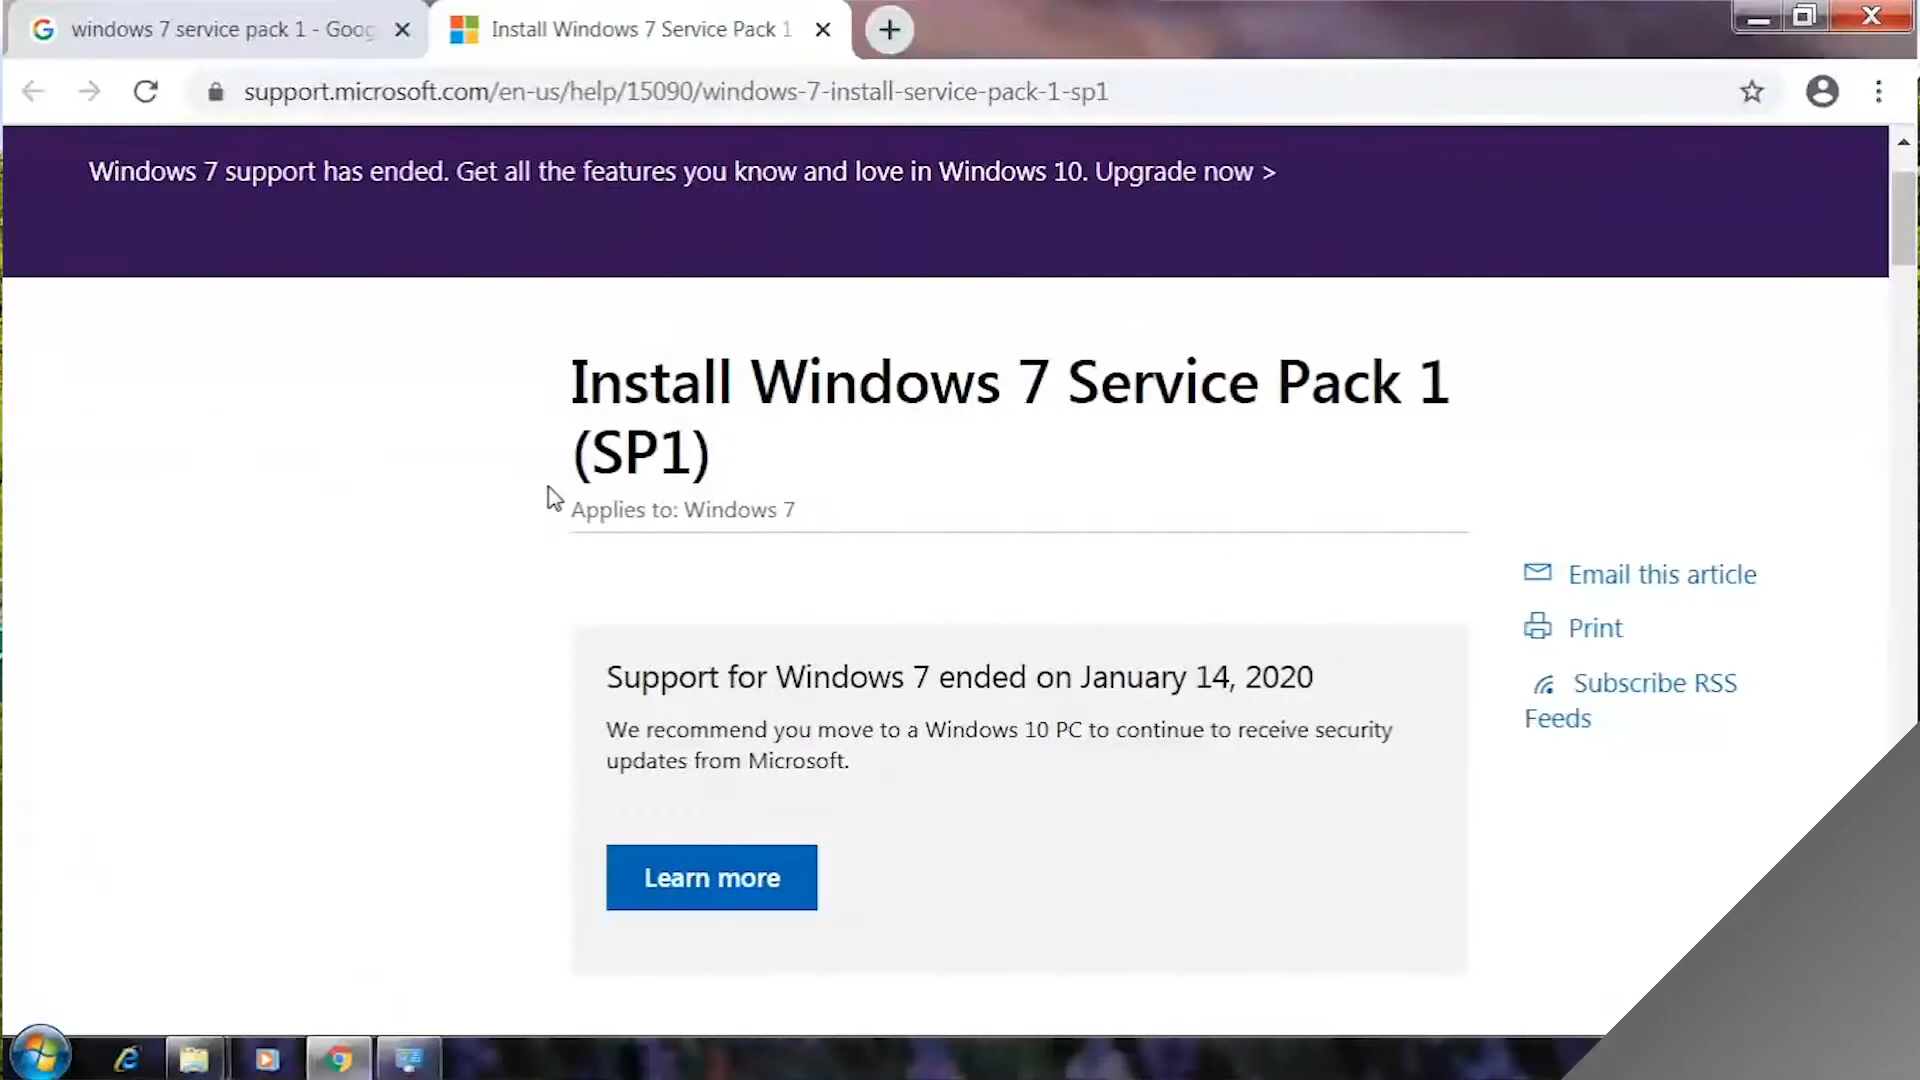 windows 7 service pack 1 - Goog
Install Windows 7 Service Pack 1
support.microsoft.com/en-us/help/15090/windows-7-install-service-pack-1-sp1
Windows 7 support has ended. Get all the features you know and love in Windows 10. Upgrade now >
Install Windows 7 Service Pack 1
(SP1)
Applies to: Windows 7
Email this article
Print
Subscribe RSS
Feeds
Support for Windows 7 ended on January 14, 2020
We recommend you move to a Windows 10 PC to continue to receive security
updates from Microsoft.
Learn more